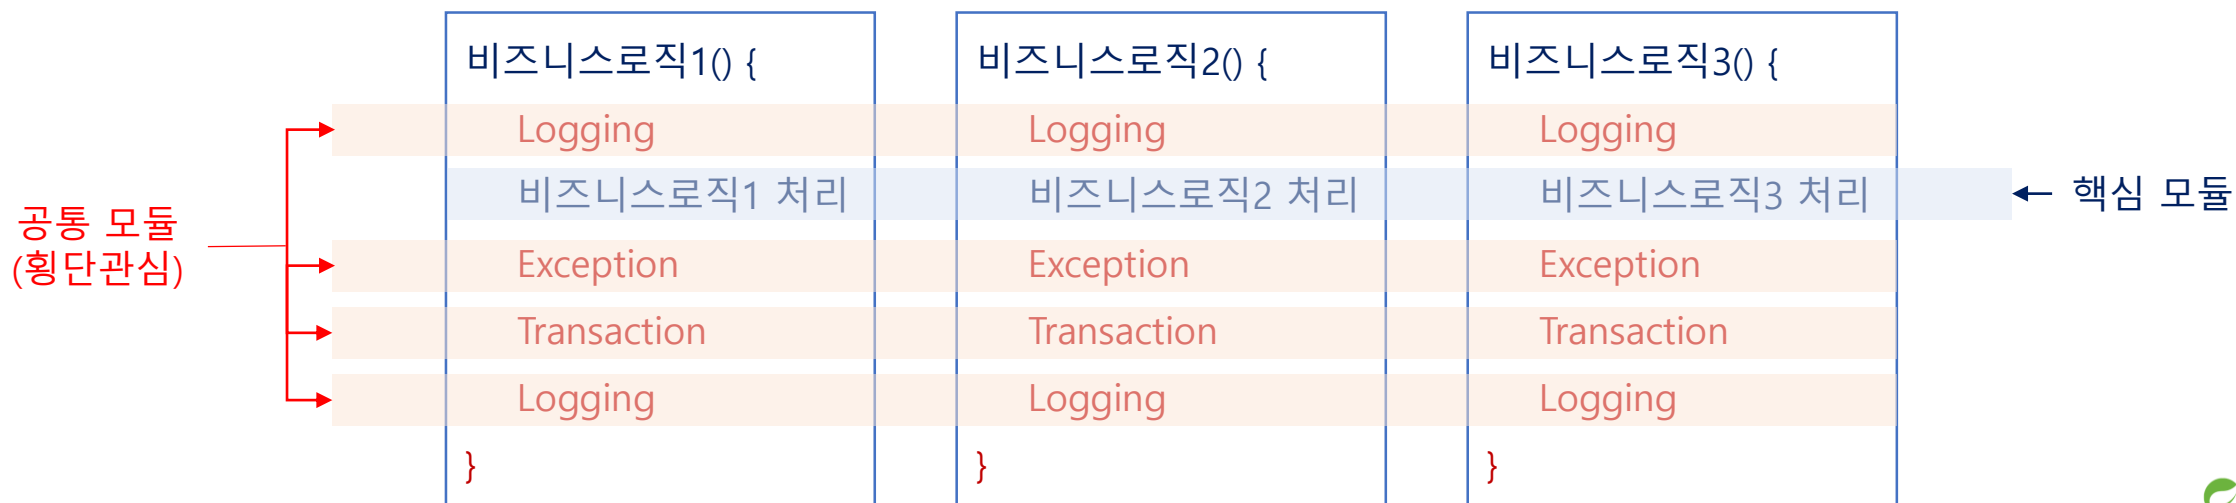 비즈니스로직1() {
비즈니스로직2() {
비즈니스로직3() {
Logging
Logging
Logging
비즈니스로직1 처리
비즈니스로직2 처리
비즈니스로직3 처리
핵심 모듈
공통 모듈
(횡단관심)
Exception
Exception
Exception
Transaction
Transaction
Transaction
Logging
Logging
Logging
}
}
}